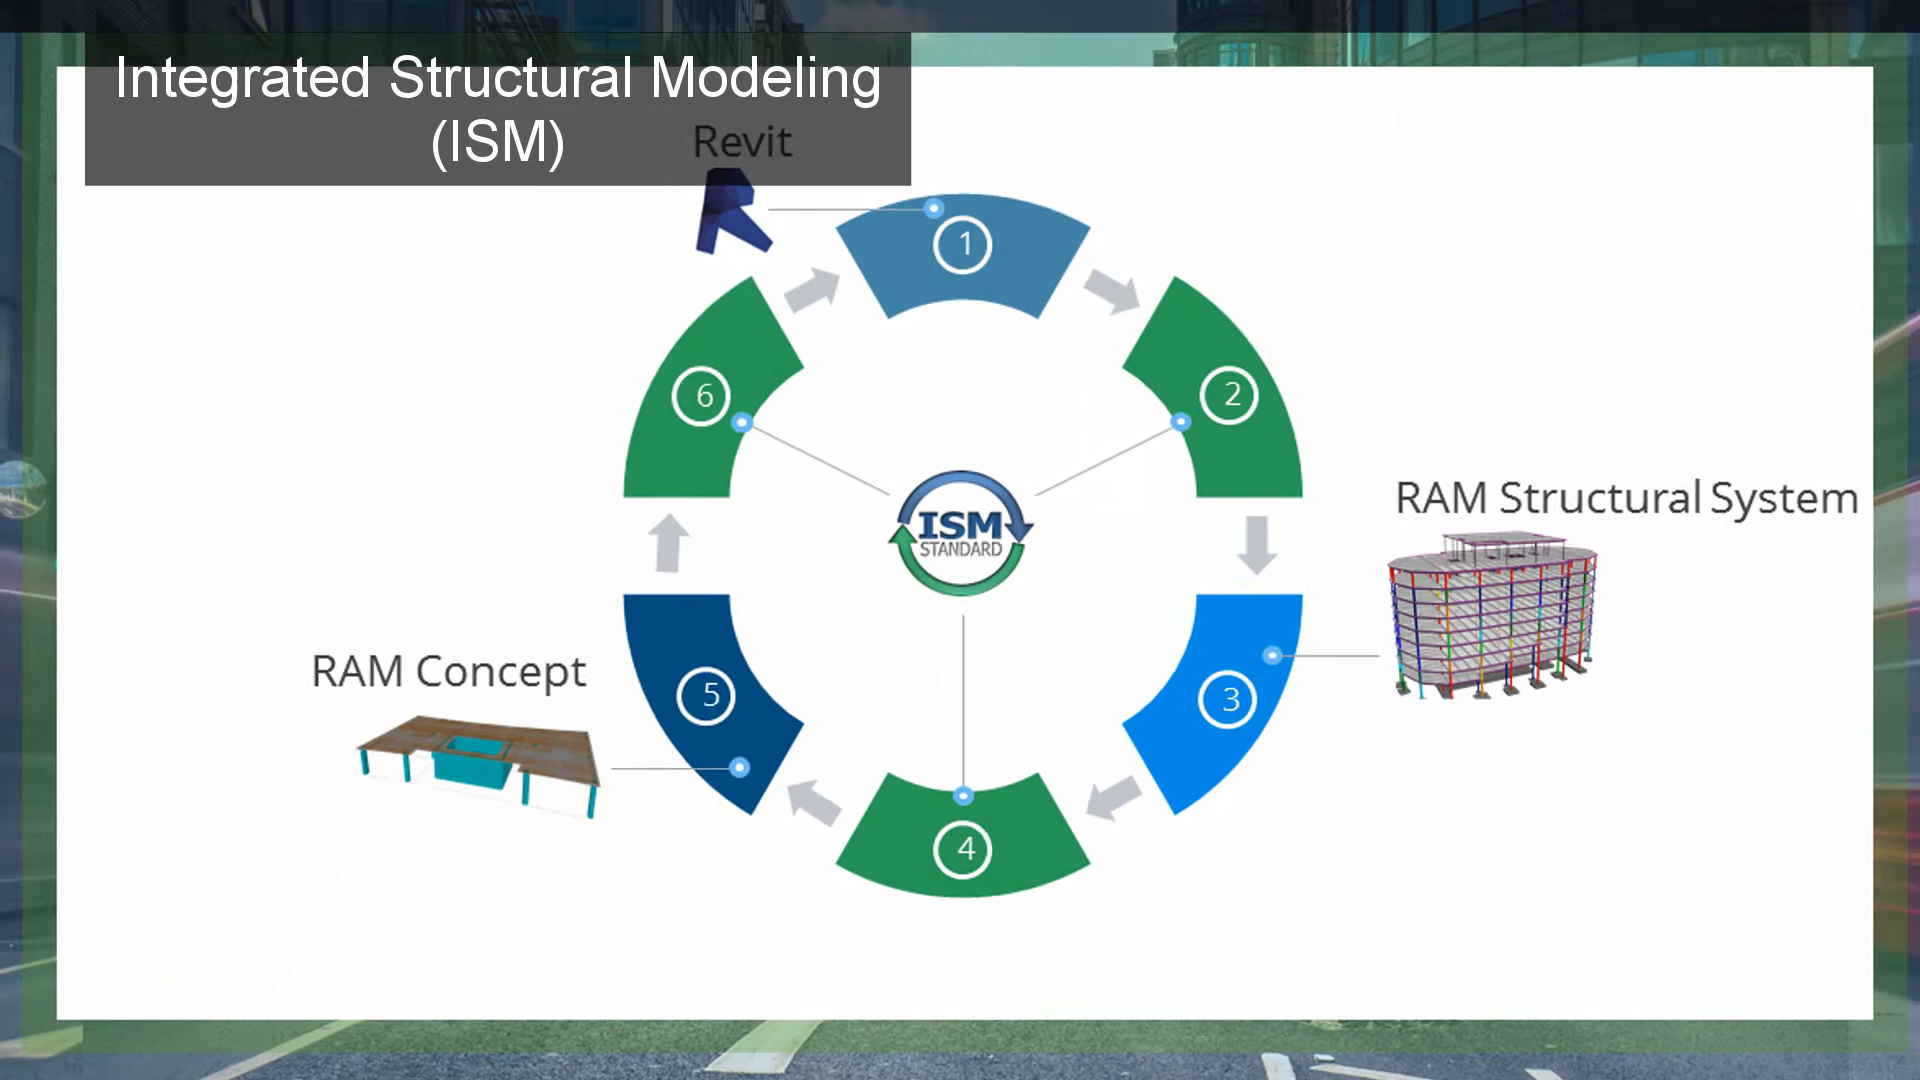 Integrated Structural Modeling
(ISM)
Revit
1
6
2
RAM Structural System
ISM
STANDARD
RAM Concept
5
3
4